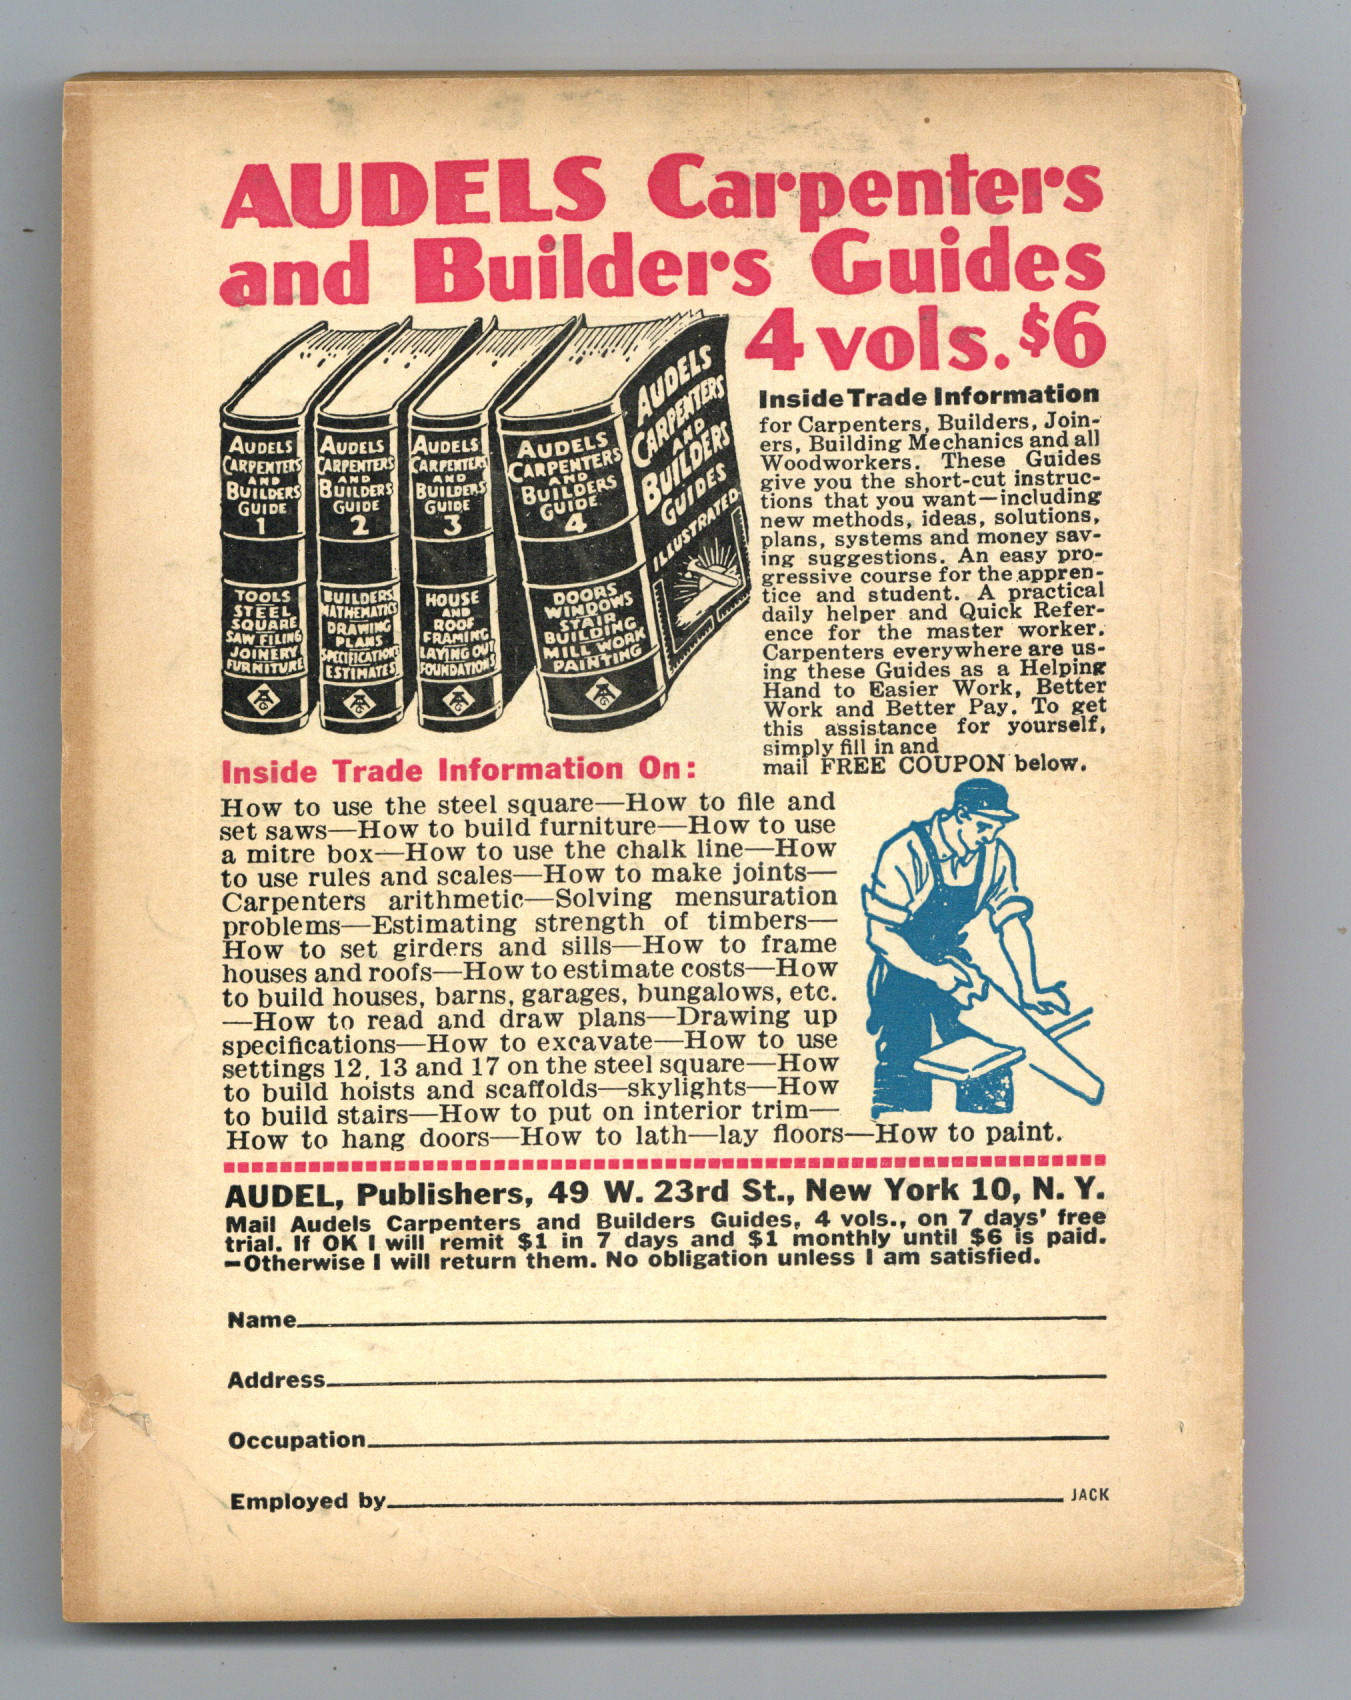 AUDELS Carpenters
and Builders Guides
4 vols. $6
AUDELS
CARPENTERS
AND
BUILDERS
GUIDE
1
TOOLS
STEEL
SQUARE
SAW FILING
JOINERY
FURNITURE
AUDELS
CARPENTERS
AND
BUILDERS
GUIDE
2
BUILDERS
MATHEMATICS
DRAWING
PLANS
SPECIFICATIONS
ESTIMATES
AUDELS
CARPENTERS
AND
BUILDERS
GUIDE
3
HOUSE
AND
ROOF
FRAMING
LAYING OUT
FOUNDATIONS
AUDELS
CARPENTERS
AND
BUILDERS
GUIDE
4
DOORS
WINDOWS
STAIR
BUILDING
MILL WORK
PAINTING
AUDELS
CARPENTERS
AND
BUILDERS
GUIDES
ILLUSTRATED
Inside Trade Information
for Carpenters, Builders, Join-
ers, Building Mechanics and all
Woodworkers. These Guides
give you the short-cut instruc-
tions that you want—including
new methods, ideas, solutions,
plans, systems and money sav-
ing suggestions. An easy pro-
gressive course for the appren-
tice and student. A practical
daily helper and Quick Refer-
ence for the master worker.
Carpenters everywhere are us-
ing these Guides as a Helping
Hand to Easier Work, Better
Work and Better Pay. To get
this assistance for yourself,
simply fill in and
mail FREE COUPON below.
Inside Trade Information On:
How to use the steel square—How to file and
set saws—How to build furniture—How to use
a mitre box—How to use the chalk line—How
to use rules and scales—How to make joints—
Carpenters arithmetic—Solving mensuration
problems—Estimating strength of timbers—
How to set girders and sills—How to frame
houses and roofs—How to estimate costs—How
to build houses, barns, garages, bungalows, etc.
—How to read and draw plans—Drawing up
specifications—How to excavate—How to use
settings 12, 13 and 17 on the steel square—How
to build hoists and scaffolds—skylights—How
to build stairs—How to put on interior trim—
How to hang doors—How to lath—lay floors—How to paint.
AUDEL, Publishers, 49 W. 23rd St., New York 10, N. Y.
Mail Audels Carpenters and Builders Guides, 4 vols., on 7 days' free
trial. If OK I will remit $1 in 7 days and $1 monthly until $6 is paid.
—Otherwise I will return them. No obligation unless I am satisfied.
Name
Address
Occupation
Employed by JACK